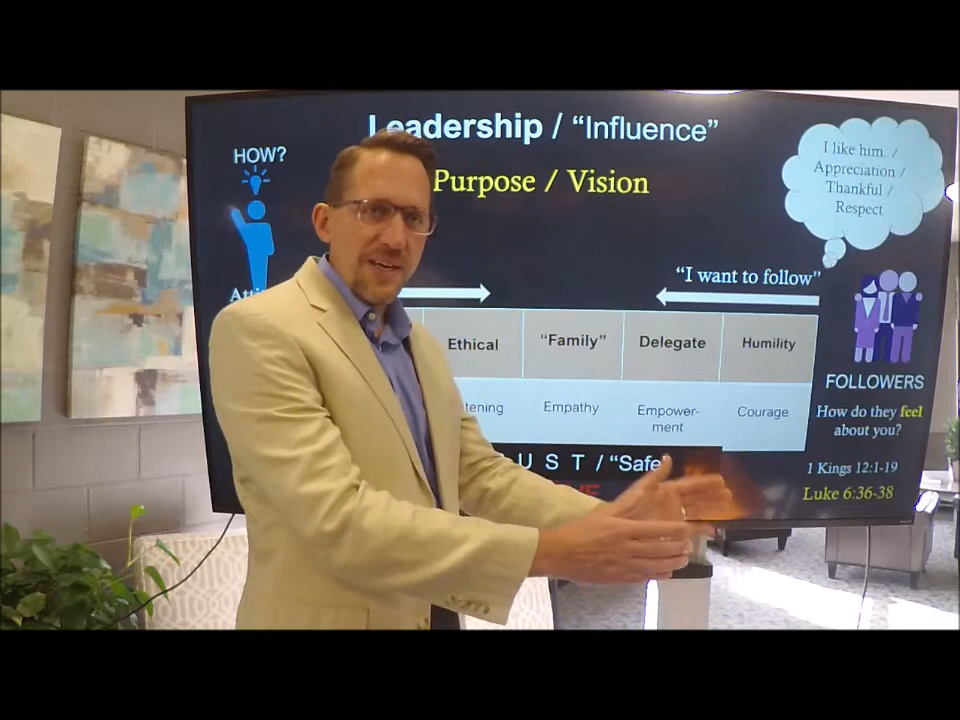 Leadership / “Influence”
HOW?
Purpose / Vision
I like him. /
Appreciation /
Thankful /
Respect
“I want to follow”
Ethical
“Family”
Delegate
Humility
Empathy
Empower-
ment
Courage
FOLLOWERS
How do they feel
about you?
U S T / “Safe”
1 Kings 12:1-19
Luke 6:36-38